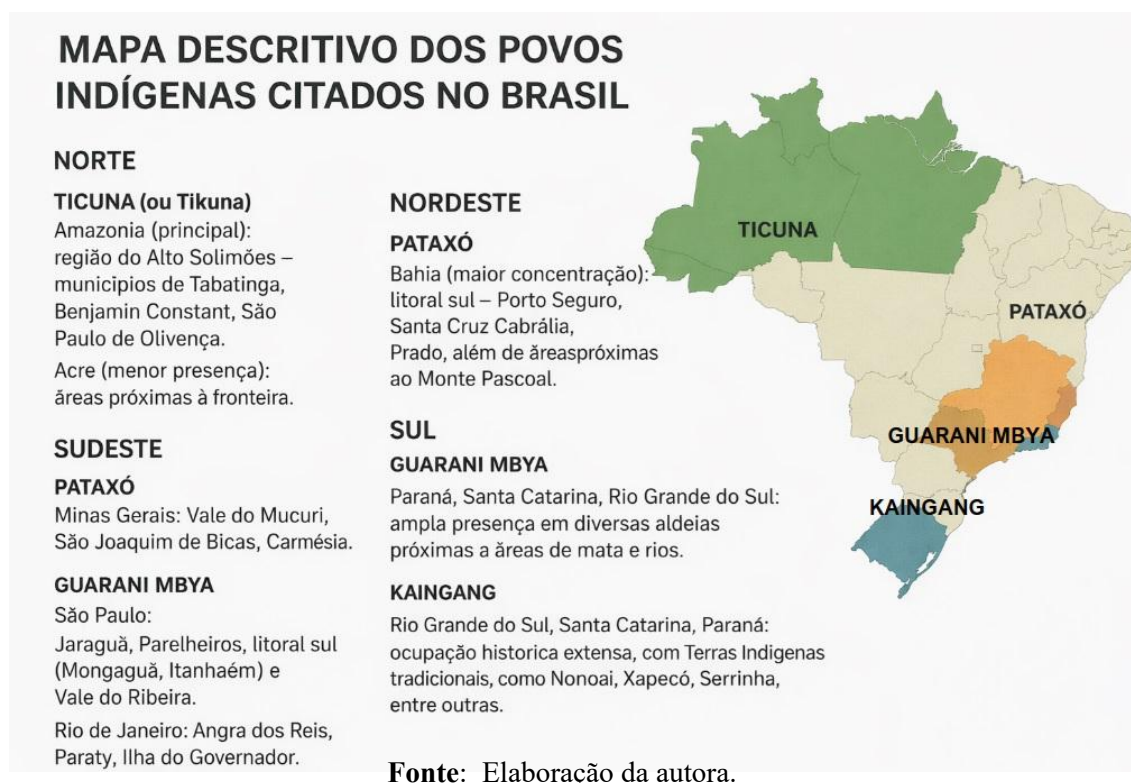 MAPA DESCRITIVO DOS POVOS
INDÍGENAS CITADOS NO BRASIL
NORTE
TICUNA (ou Tikuna)
Amazonia (principal):
região do Alto Solimões –
municipios de Tabatinga,
Benjamin Constant, São
Paulo de Olivença.
Acre (menor presença):
ăreas próximas à fronteira.
SUDESTE
PATAXÓ
Minas Gerais: Vale do Mucuri,
São Joaquim de Bicas, Carmésia.
GUARANI MBYA
São Paulo:
Jaraguă, Parelheiros, litoral sul
(Mongaguă, Itanhaém) e
Vale do Ribeira.
Rio de Janeiro: Angra dos Reis,
Paraty, Ilha do Governador.
NORDESTE
PATAXÓ
Bahia (maior concentração):
litoral sul – Porto Seguro,
Santa Cruz Cabrália,
Prado, além de ăreaspróximas
ao Monte Pascoal.
SUL
GUARANI MBYA
Paraná, Santa Catarina, Rio Grande do Sul:
ampla presença em diversas aldeias
próximas a ăreas de mata e rios.
KAINGANG
Rio Grande do Sul, Santa Catarina, Paraná:
ocupação historica extensa, com Terras Indigenas
tradicionais, como Nonoai, Xapecó, Serrinha,
entre outras.
TICUNA
PATAXÓ
GUARANI MBYA
KAINGANG
Fonte: Elaboração da autora.